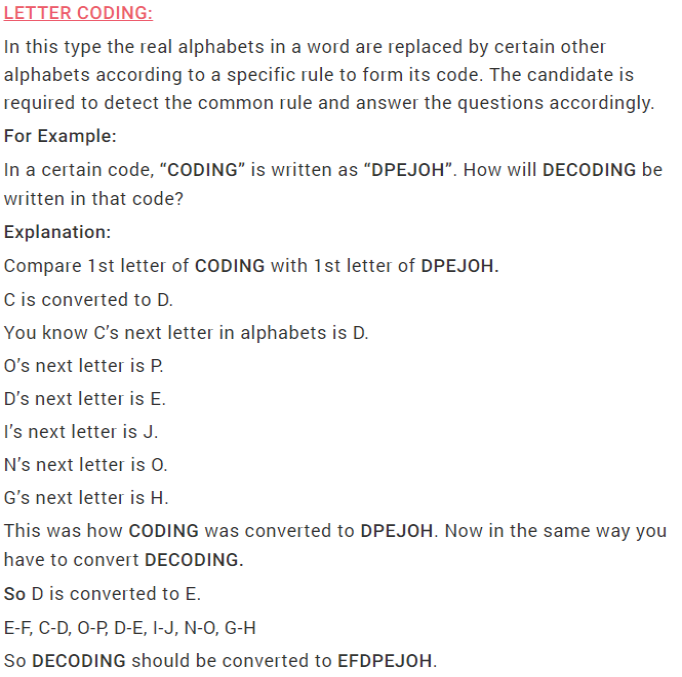 LETTER CODING:
In this type the real alphabets in a word are replaced by certain other
alphabets according to a specific rule to form its code. The candidate is
required to detect the common rule and answer the questions accordingly.
For Example:
In a certain code, “CODING” is written as “DPEJOH”. How will DECODING be
written in that code?
Explanation:
Compare 1st letter of CODING with 1st letter of DPEJOH.
C is converted to D.
You know C’s next letter in alphabets is D.
O’s next letter is P.
D’s next letter is E.
I’s next letter is J.
N’s next letter is O.
G’s next letter is H.
This was how CODING was converted to DPEJOH. Now in the same way you
have to convert DECODING.
So D is converted to E.
E-F, C-D, O-P, D-E, I-J, N-O, G-H
So DECODING should be converted to EFDPEJOH.